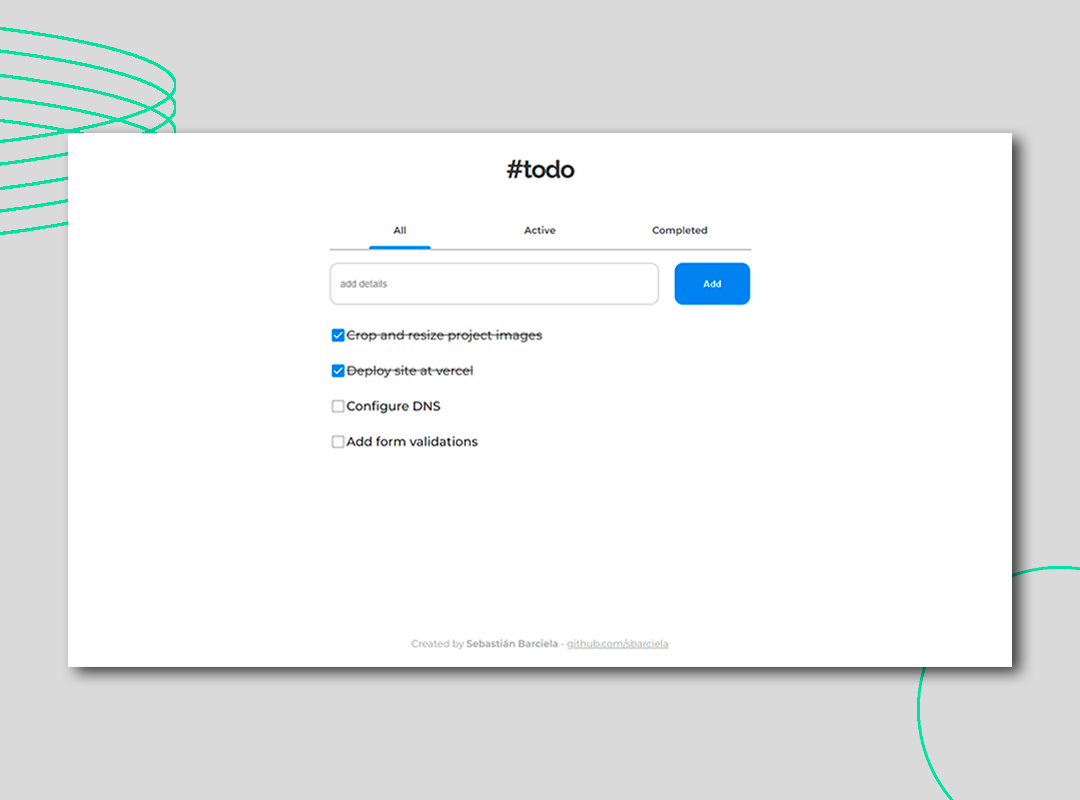 #todo
All Active Completed
add details Add
Crop and resize project images
Deploy site at vercel
Configure DNS
Add form validations
Created by Sebastián Barciela - github.com/sbarciela